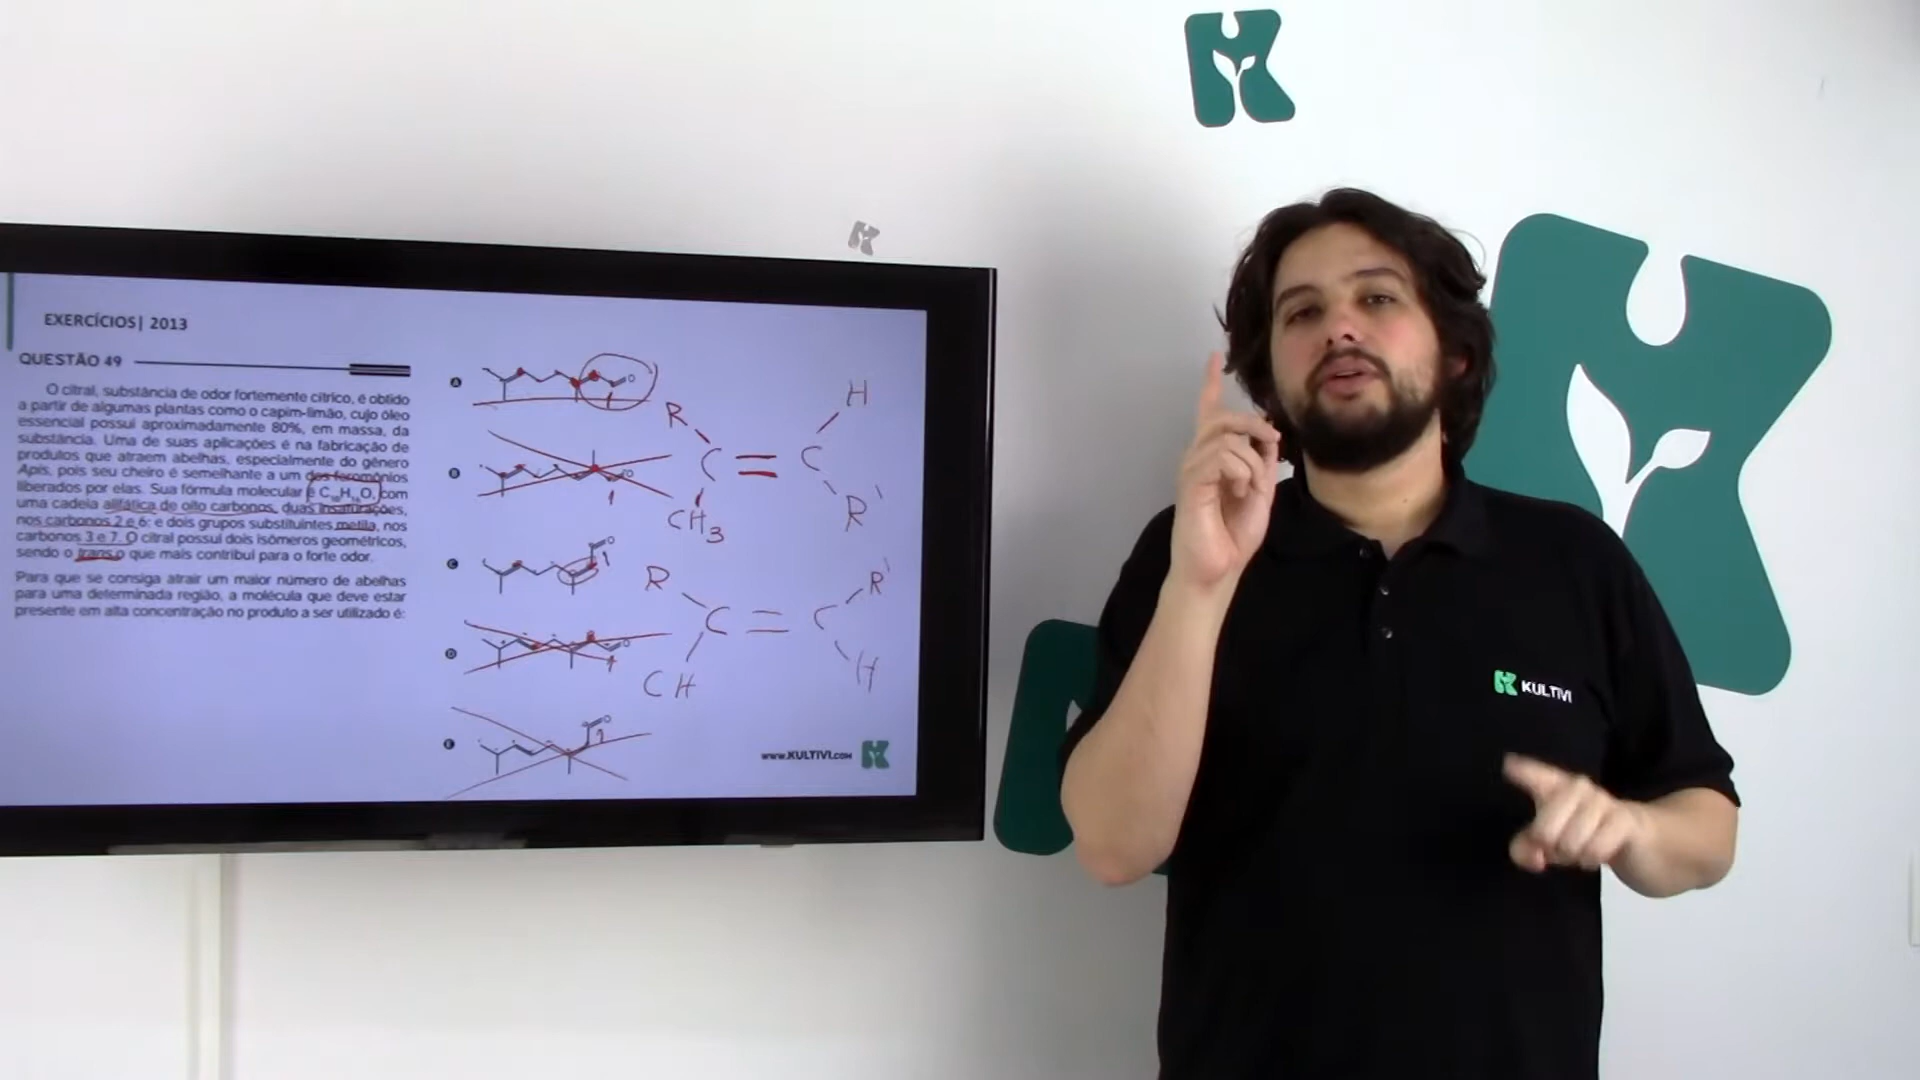 EXERCÍCIOS| 2013
QUESTÃO 49
O citral, substância de odor fortemente cítrico, é obtido
a partir de algumas plantas como o capim-limão, cujo óleo
essencial possui aproximadamente 80%, em massa, da
substância. Uma de suas aplicações é na fabricação de
produtos que atraem abelhas, especialmente do gênero
Apis, pois seu cheiro é semelhante a um dos feromônios
liberados por elas. Sua fórmula molecular é C₁₀H₁₆O, com
uma cadeia alifática de oito carbonos, duas insaturações,
nos carbonos 2 e 6; e dois grupos substituintes metila, nos
carbonos 3 e 7. O citral possui dois isômeros geométricos,
sendo o trans o que mais contribui para o forte odor.
Para que se consiga atrair um maior número de abelhas
para uma determinada região, a molécula que deve estar
presente em alta concentração no produto a ser utilizado é:
A
O
1
B
O
1
C
O
1
D
O
1
E
O
1
R
H
C = C
CH3
R'
R
R'
C = C
CH
H
WWW.KULTIVI.COM
KULTIVI